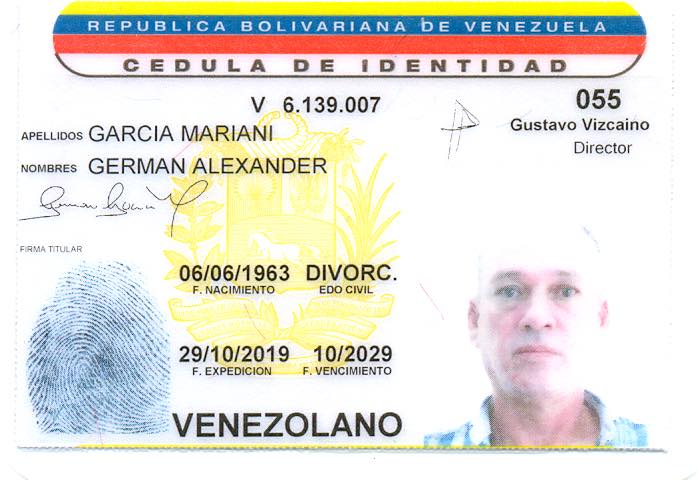 REPUBLICA BOLIVARIANA DE VENEZUELA
CEDULA DE IDENTIDAD
V 6.139.007
055
Gustavo Vizcaino
Director
APELLIDOS GARCIA MARIANI
NOMBRES GERMAN ALEXANDER
FIRMA TITULAR
06/06/1963 DIVORC.
F. NACIMIENTO EDO CIVIL
29/10/2019 10/2029
F. EXPEDICION F. VENCIMIENTO
VENEZOLANO